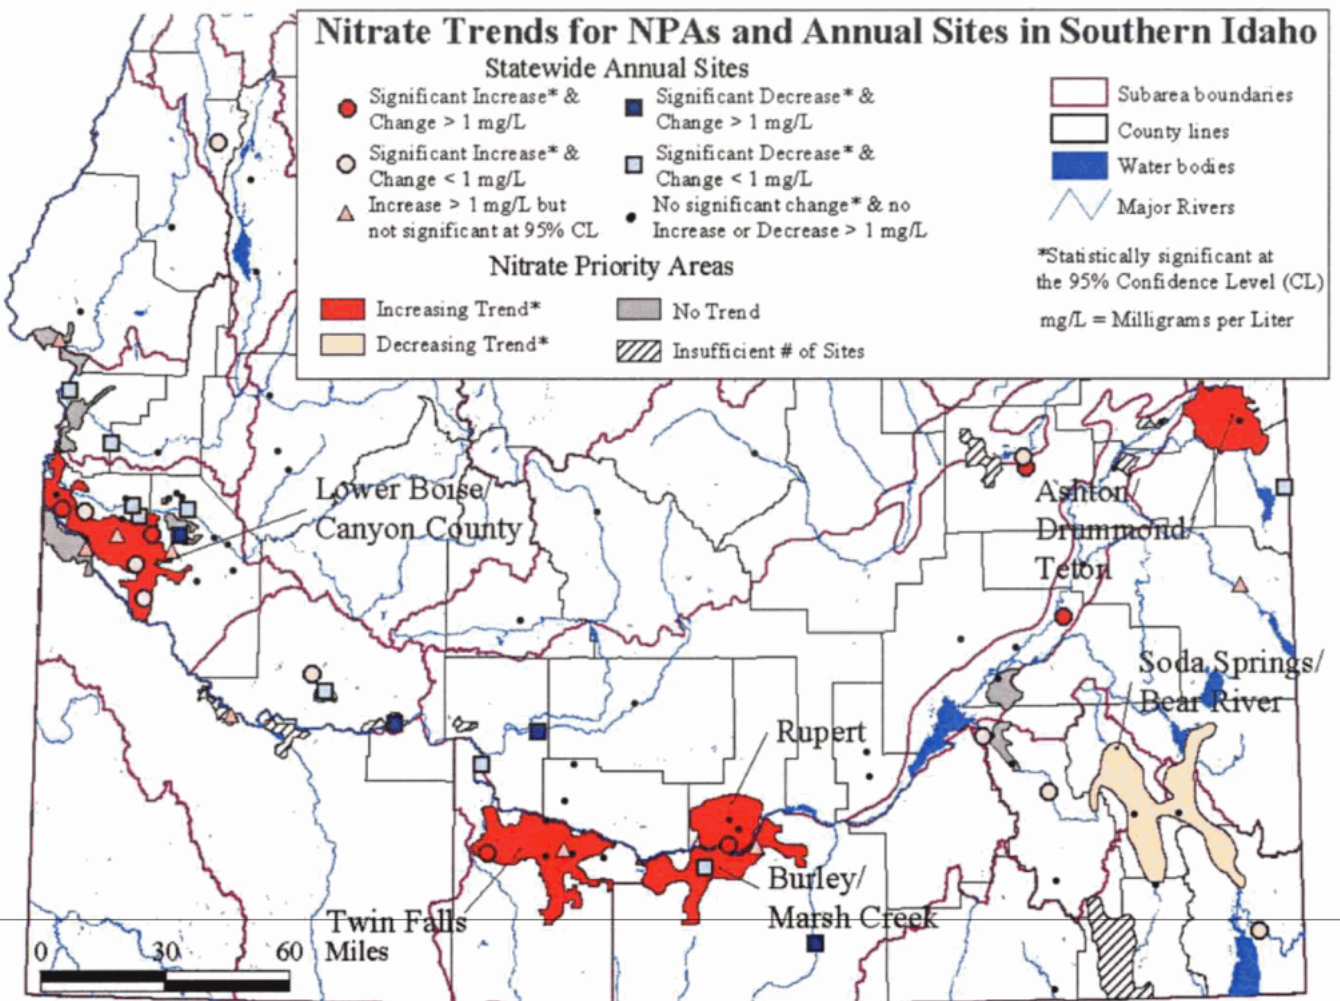 Nitrate Trends for NPAs and Annual Sites in Southern Idaho
Statewide Annual Sites
Significant Increase* &
Change > 1 mg/L
Significant Increase* &
Change < 1 mg/L
Increase > 1 mg/L but
not significant at 95% CL
Significant Decrease* &
Change > 1 mg/L
Significant Decrease* &
Change < 1 mg/L
No significant change* & no
Increase or Decrease > 1 mg/L
Nitrate Priority Areas
Increasing Trend*
Decreasing Trend*
No Trend
Insufficient # of Sites
Subarea boundaries
County lines
Water bodies
Major Rivers
*Statistically significant at
the 95% Confidence Level (CL)
mg/L = Milligrams per Liter
Lower Boise/
Canyon County
Ashton/
Drummond
Teton
Soda Springs/
Bear River
Rupert
Burley/
Marsh Creek
Twin Falls
0 30 60
Miles